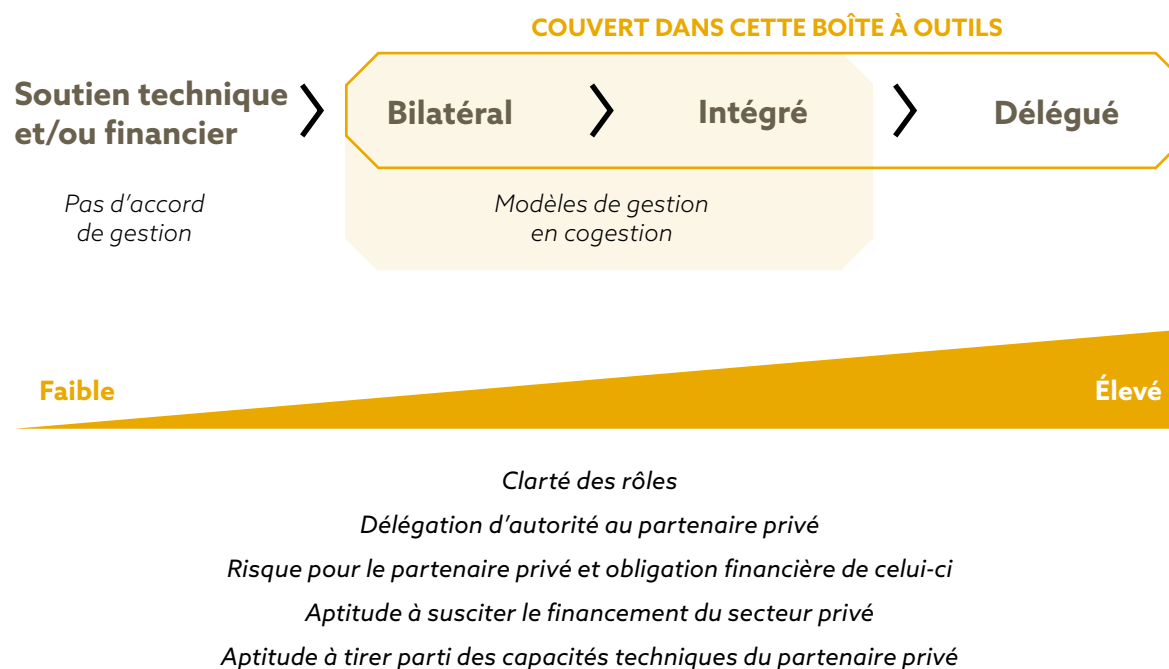 COUVERT DANS CETTE BOÎTE À OUTILS
Soutien technique
et/ou financier
Bilatéral
Intégré
Délégué
Pas d’accord
de gestion
Modèles de gestion
en cogestion
Faible
Élevé
Clarté des rôles
Délégation d’autorité au partenaire privé
Risque pour le partenaire privé et obligation financière de celui-ci
Aptitude à susciter le financement du secteur privé
Aptitude à tirer parti des capacités techniques du partenaire privé